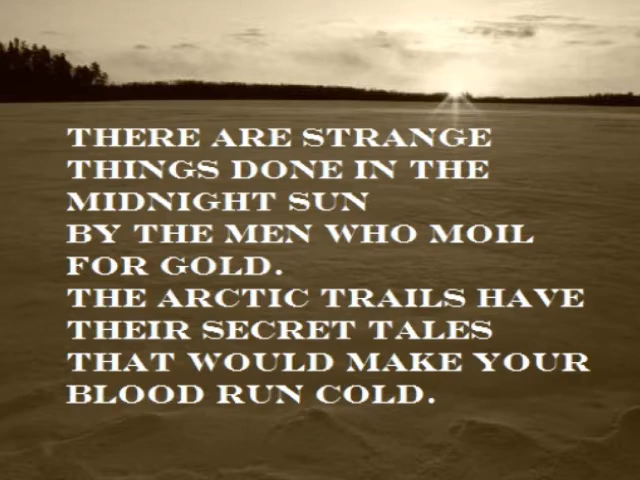 THERE ARE STRANGE
THINGS DONE IN THE
MIDNIGHT SUN
BY THE MEN WHO MOIL
FOR GOLD.
THE ARCTIC TRAILS HAVE
THEIR SECRET TALES
THAT WOULD MAKE YOUR
BLOOD RUN COLD.